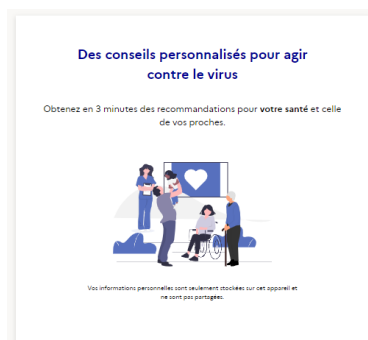 Des conseils personnalisés pour agir
contre le virus
Obtenez en 3 minutes des recommandations pour votre santé et celle
de vos proches.
Vos informations personnelles sont seulement stockées sur cet appareil et
ne sont pas partagées.